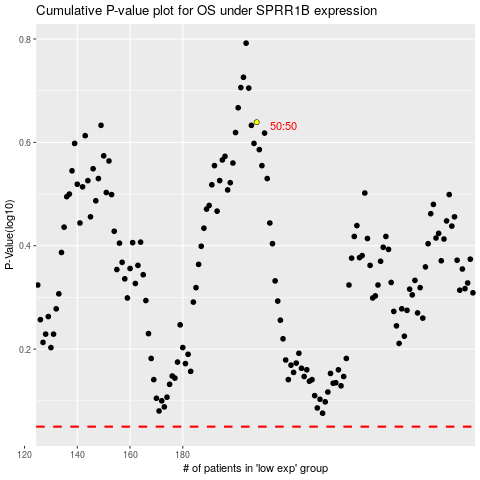 Cumulative P-value plot for OS under SPRR1B expression
P-Value(log10)
0.8
0.6
0.4
0.2
50:50
120 140 160 180
# of patients in 'low exp' group